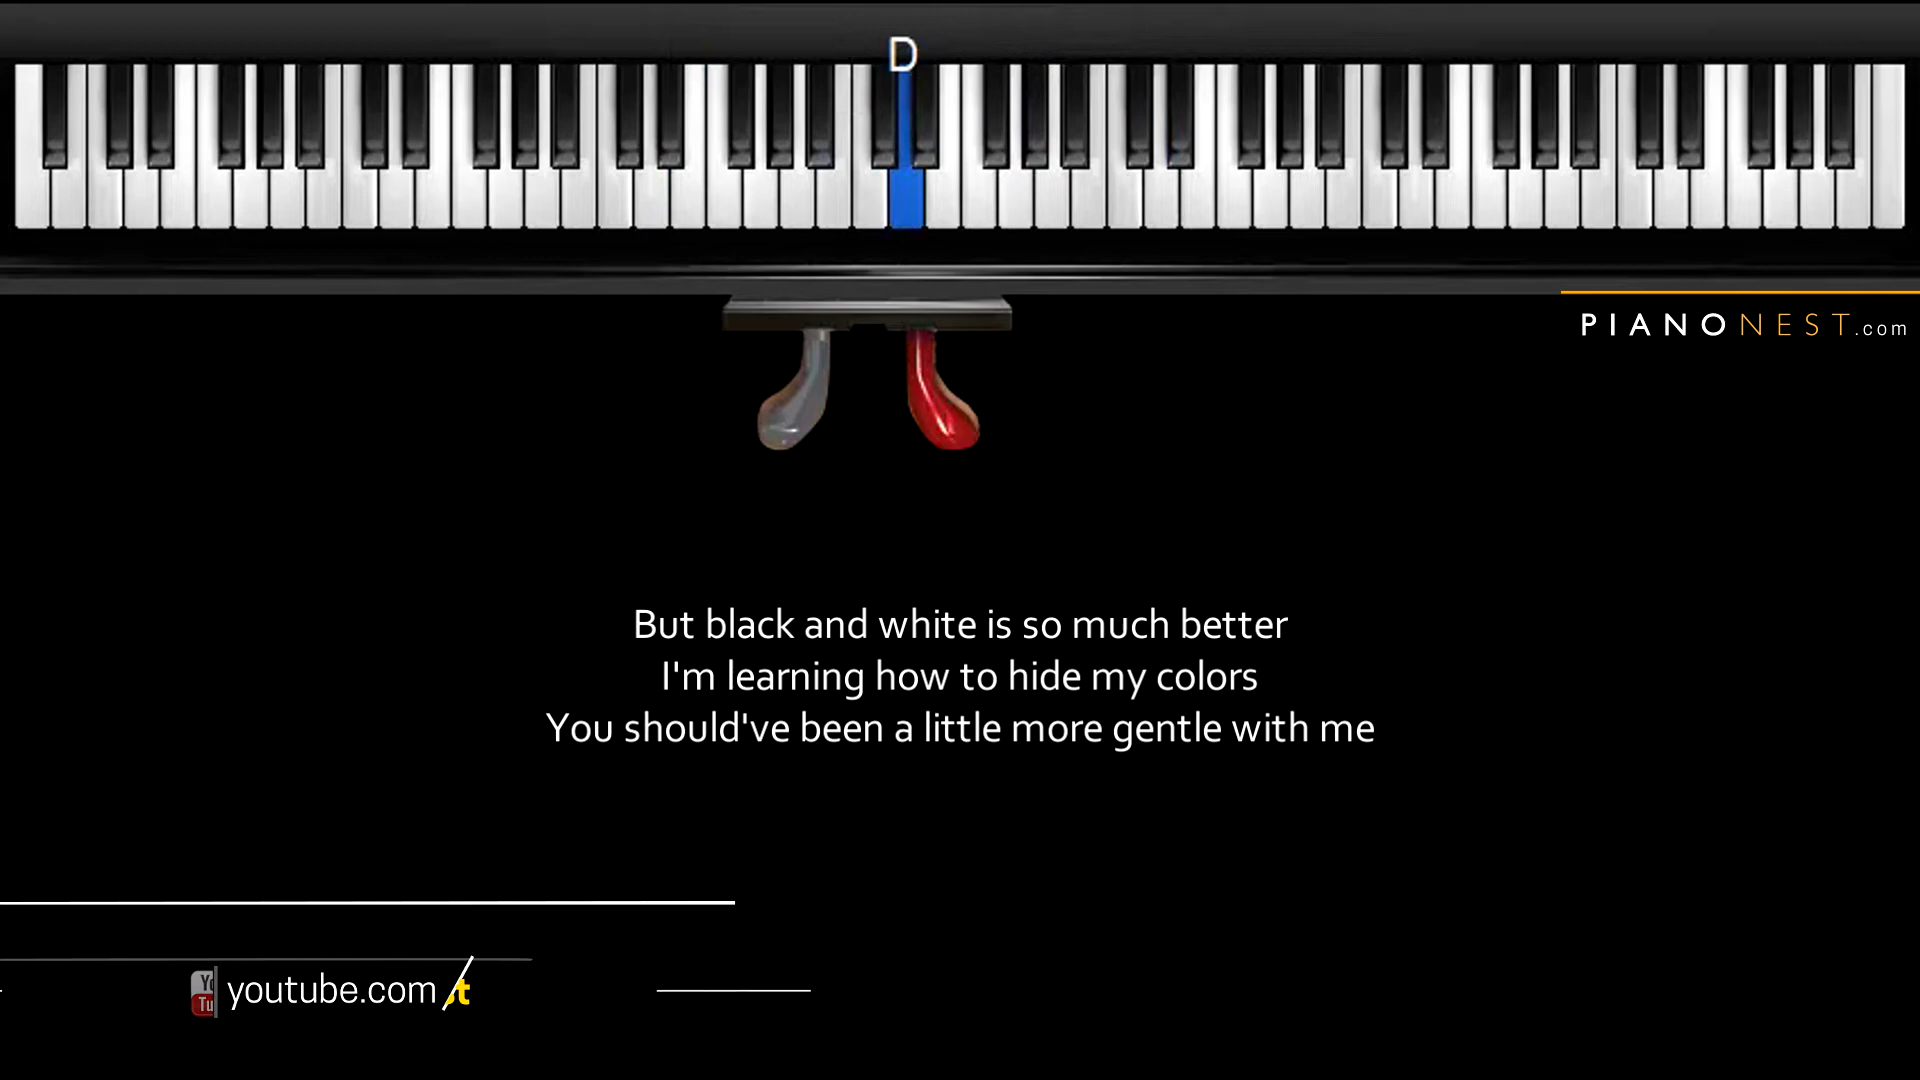 D
PIANONEST.com
But black and white is so much better
I'm learning how to hide my colors
You should've been a little more gentle with me
youtube.com